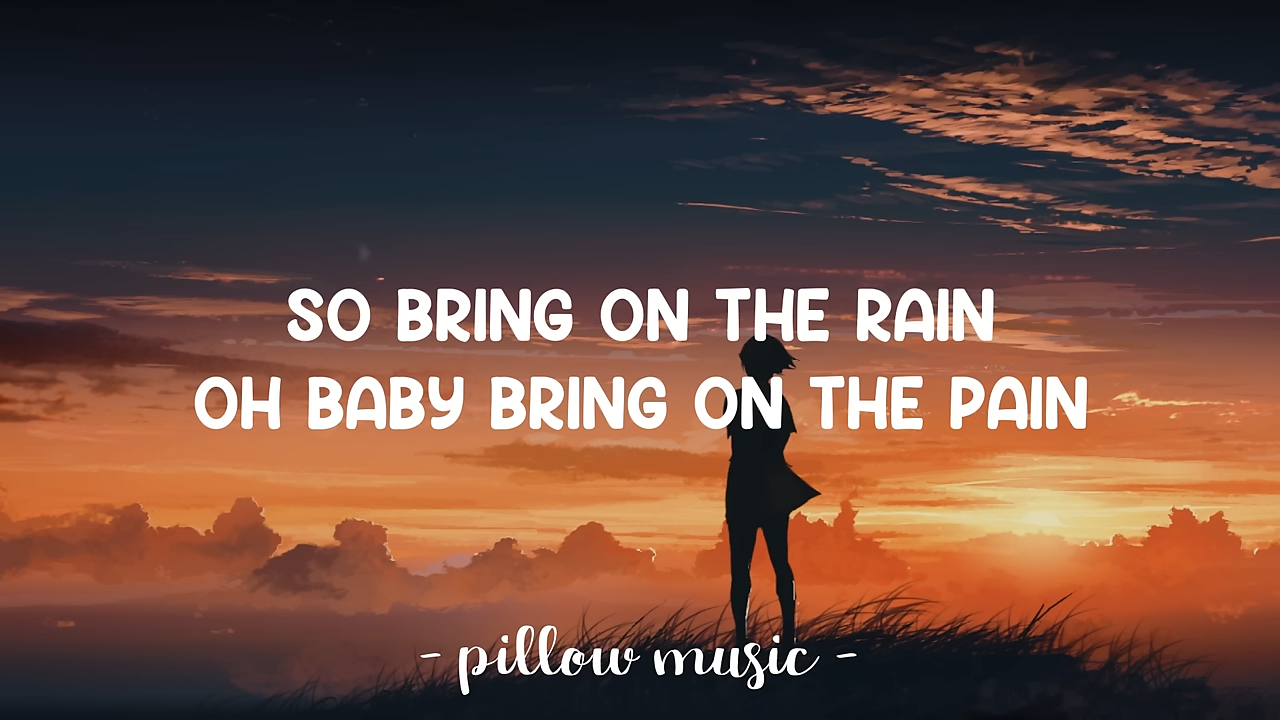 SO BRING ON THE RAIN
OH BABY BRING ON THE PAIN
- pillow music -